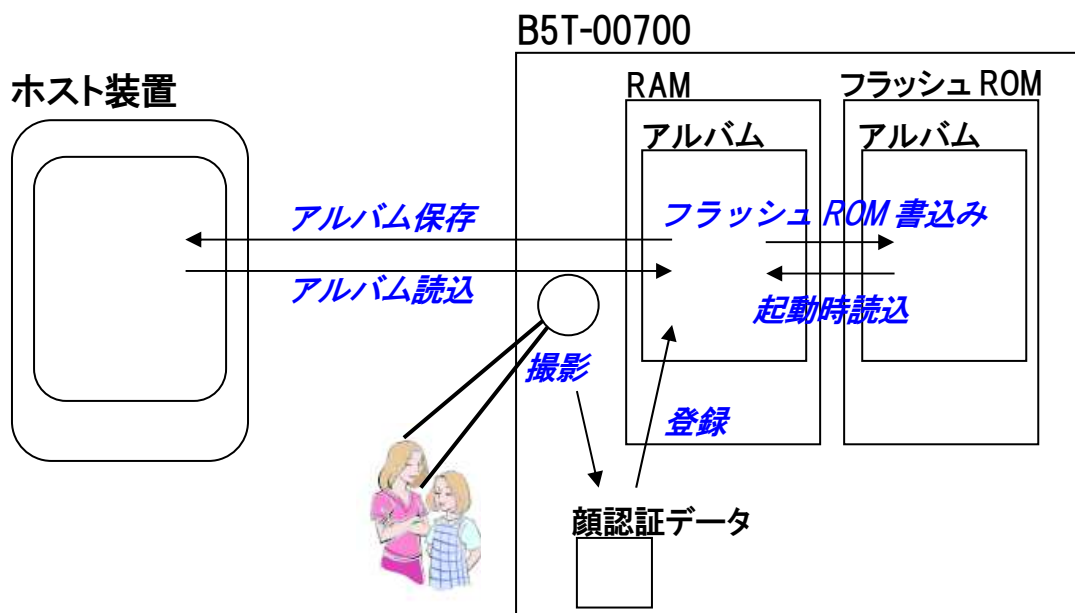 B5T-00700
ホスト装置
RAM
フラッシュ ROM
アルバム
アルバム
アルバム保存
フラッシュ ROM 書込み
アルバム読込
起動時読込
撮影
登録
顔認証データ